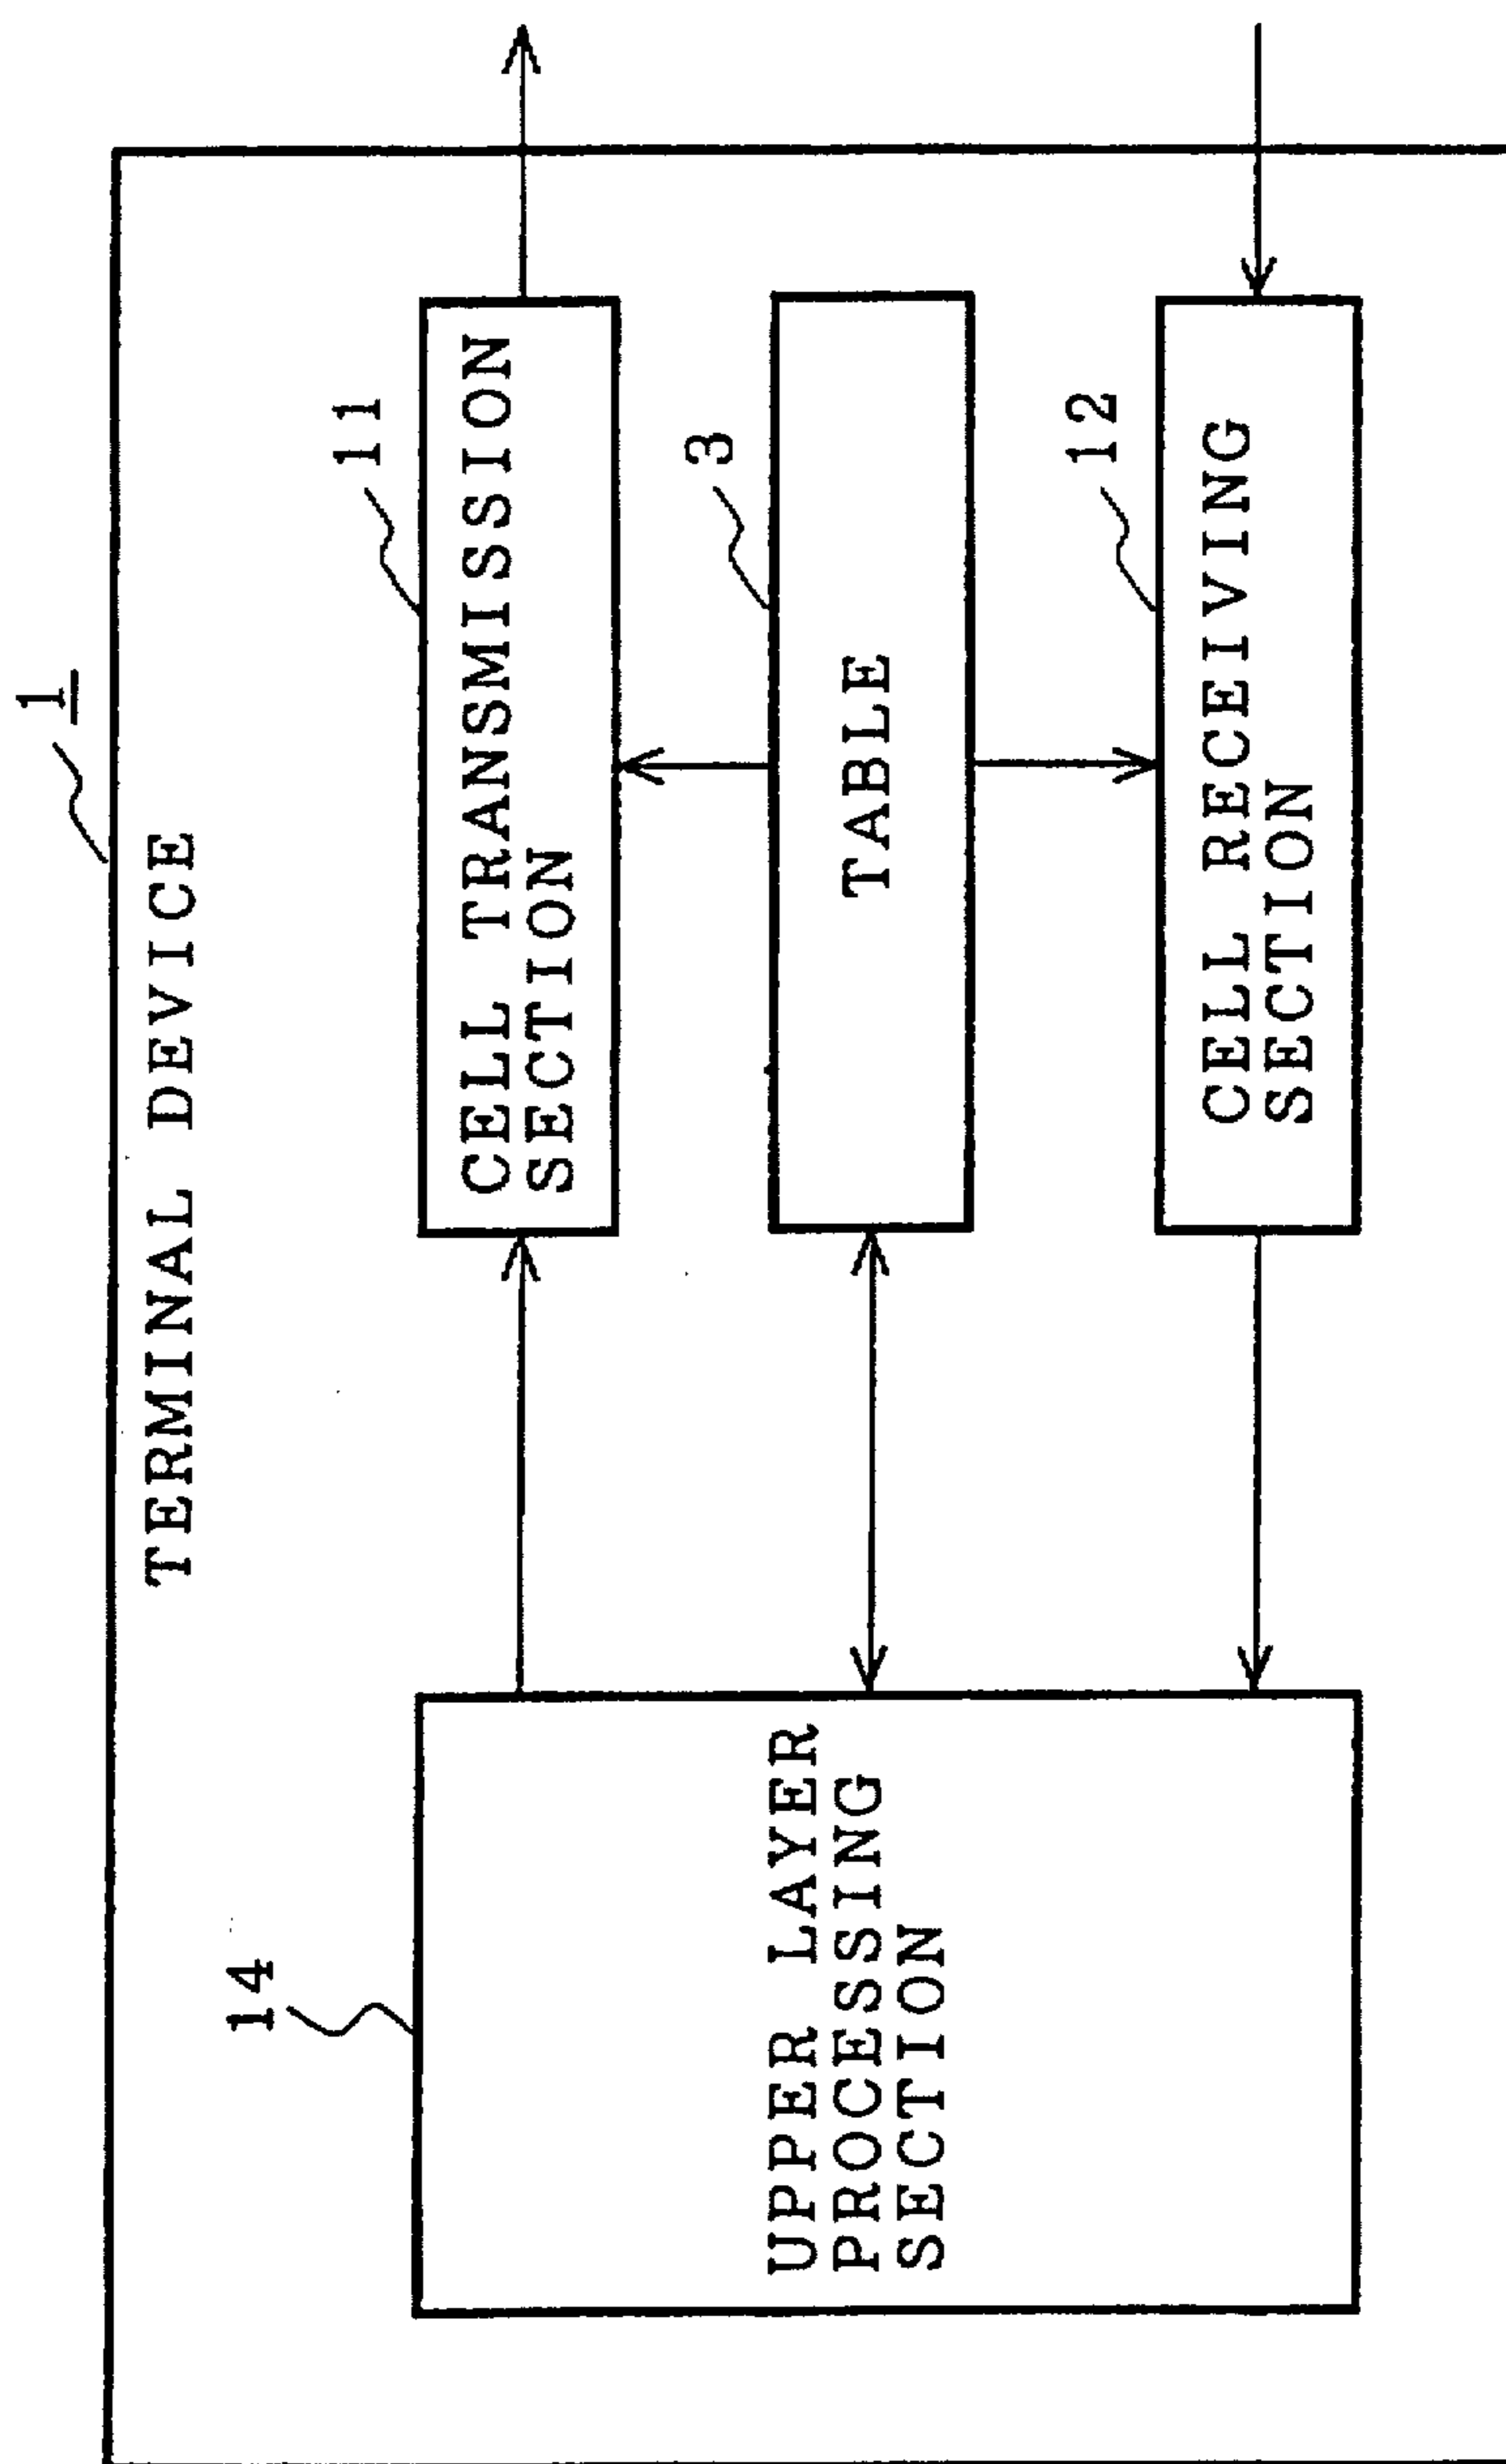 1
TERMINAL DEVICE
14
UPPER LAYER
PROCESSING
SECTION
11
CELL TRANSMISSION
SECTION
3
TABLE
12
CELL RECEIVING
SECTION